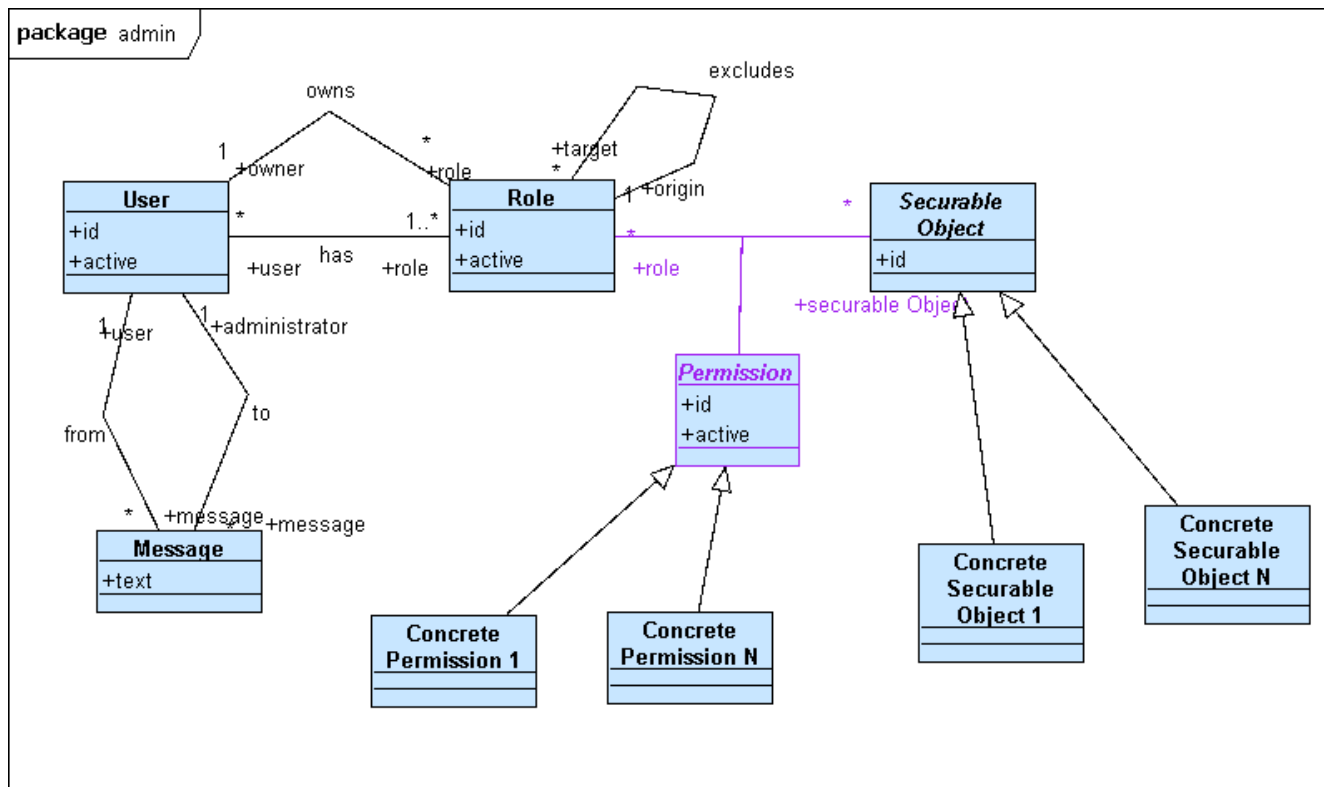 package admin
excludes
owns
*
1
+target
+owner
+role
*
1
+origin
User
+id
+active
*
1..*
has
+user
+role
Role
+id
+active
*
*
+role
+securable Objec
Securable
Object
+id
1
+user
1
+administrator
from
to
Permission
+id
+active
*
+message
*
+message
Message
+text
Concrete
Permission 1
Concrete
Permission N
Concrete
Securable
Object 1
Concrete
Securable
Object N